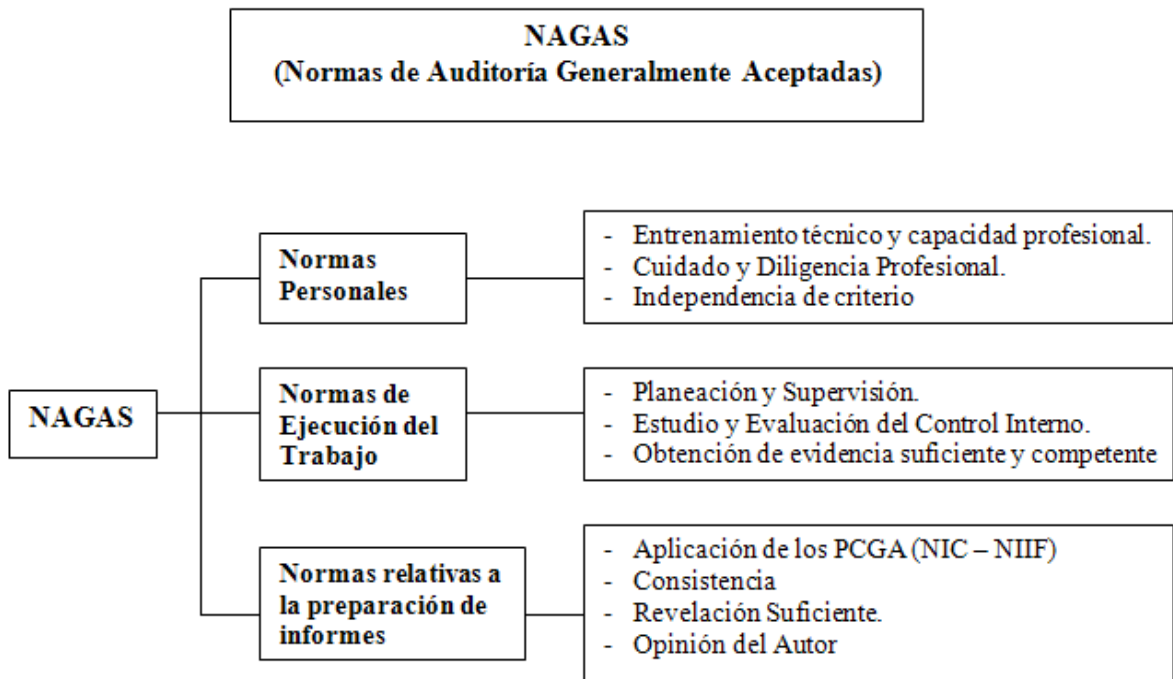 NAGAS
(Normas de Auditoría Generalmente Aceptadas)
NAGAS
Normas
Personales
- Entrenamiento técnico y capacidad profesional.
- Cuidado y Diligencia Profesional.
- Independencia de criterio
Normas de
Ejecución del
Trabajo
- Planeación y Supervisión.
- Estudio y Evaluación del Control Interno.
- Obtención de evidencia suficiente y competente
Normas relativas a
la preparación de
informes
- Aplicación de los PCGA (NIC – NIIF)
- Consistencia
- Revelación Suficiente.
- Opinión del Autor